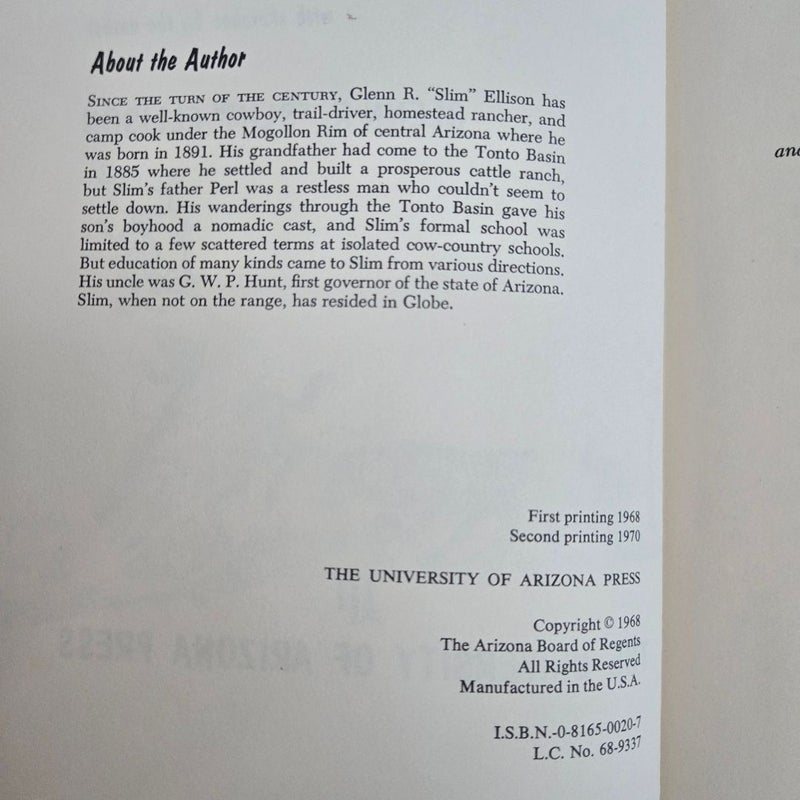 About the Author
SINCE THE TURN OF THE CENTURY, Glenn R. "Slim" Ellison has
been a well-known cowboy, trail-driver, homestead rancher, and
camp cook under the Mogollon Rim of central Arizona where he
was born in 1891. His grandfather had come to the Tonto Basin
in 1885 where he settled and built a prosperous cattle ranch,
but Slim's father Perl was a restless man who couldn't seem to
settle down. His wanderings through the Tonto Basin gave his
son's boyhood a nomadic cast, and Slim's formal school was
limited to a few scattered terms at isolated cow-country schools.
But education of many kinds came to Slim from various directions.
His uncle was G. W. P. Hunt, first governor of the state of Arizona.
Slim, when not on the range, has resided in Globe.
First printing 1968
Second printing 1970
THE UNIVERSITY OF ARIZONA PRESS
Copyright © 1968
The Arizona Board of Regents
All Rights Reserved
Manufactured in the U.S.A.
I.S.B.N.-0-8165-0020-7
L.C. No. 68-9337